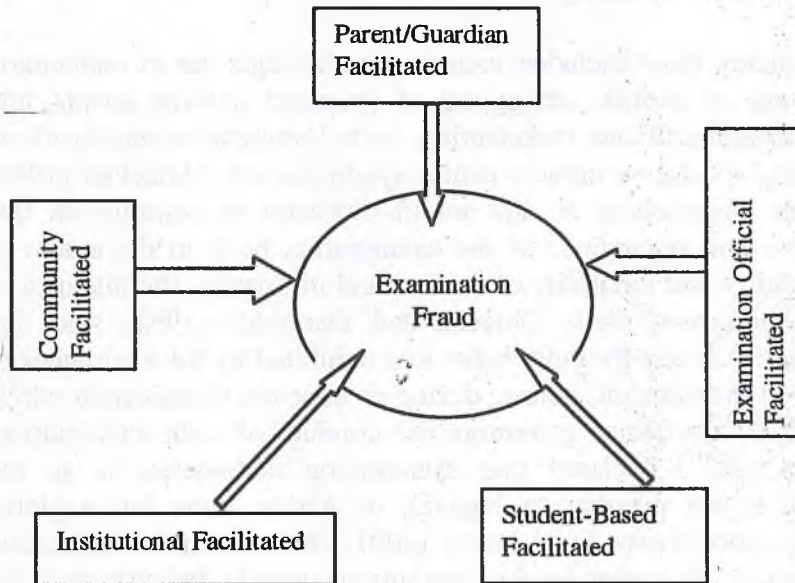 Parent/Guardian
Facilitated
Community
Facilitated
Examination
Fraud
Examination Official
Facilitated
Institutional Facilitated
Student-Based
Facilitated